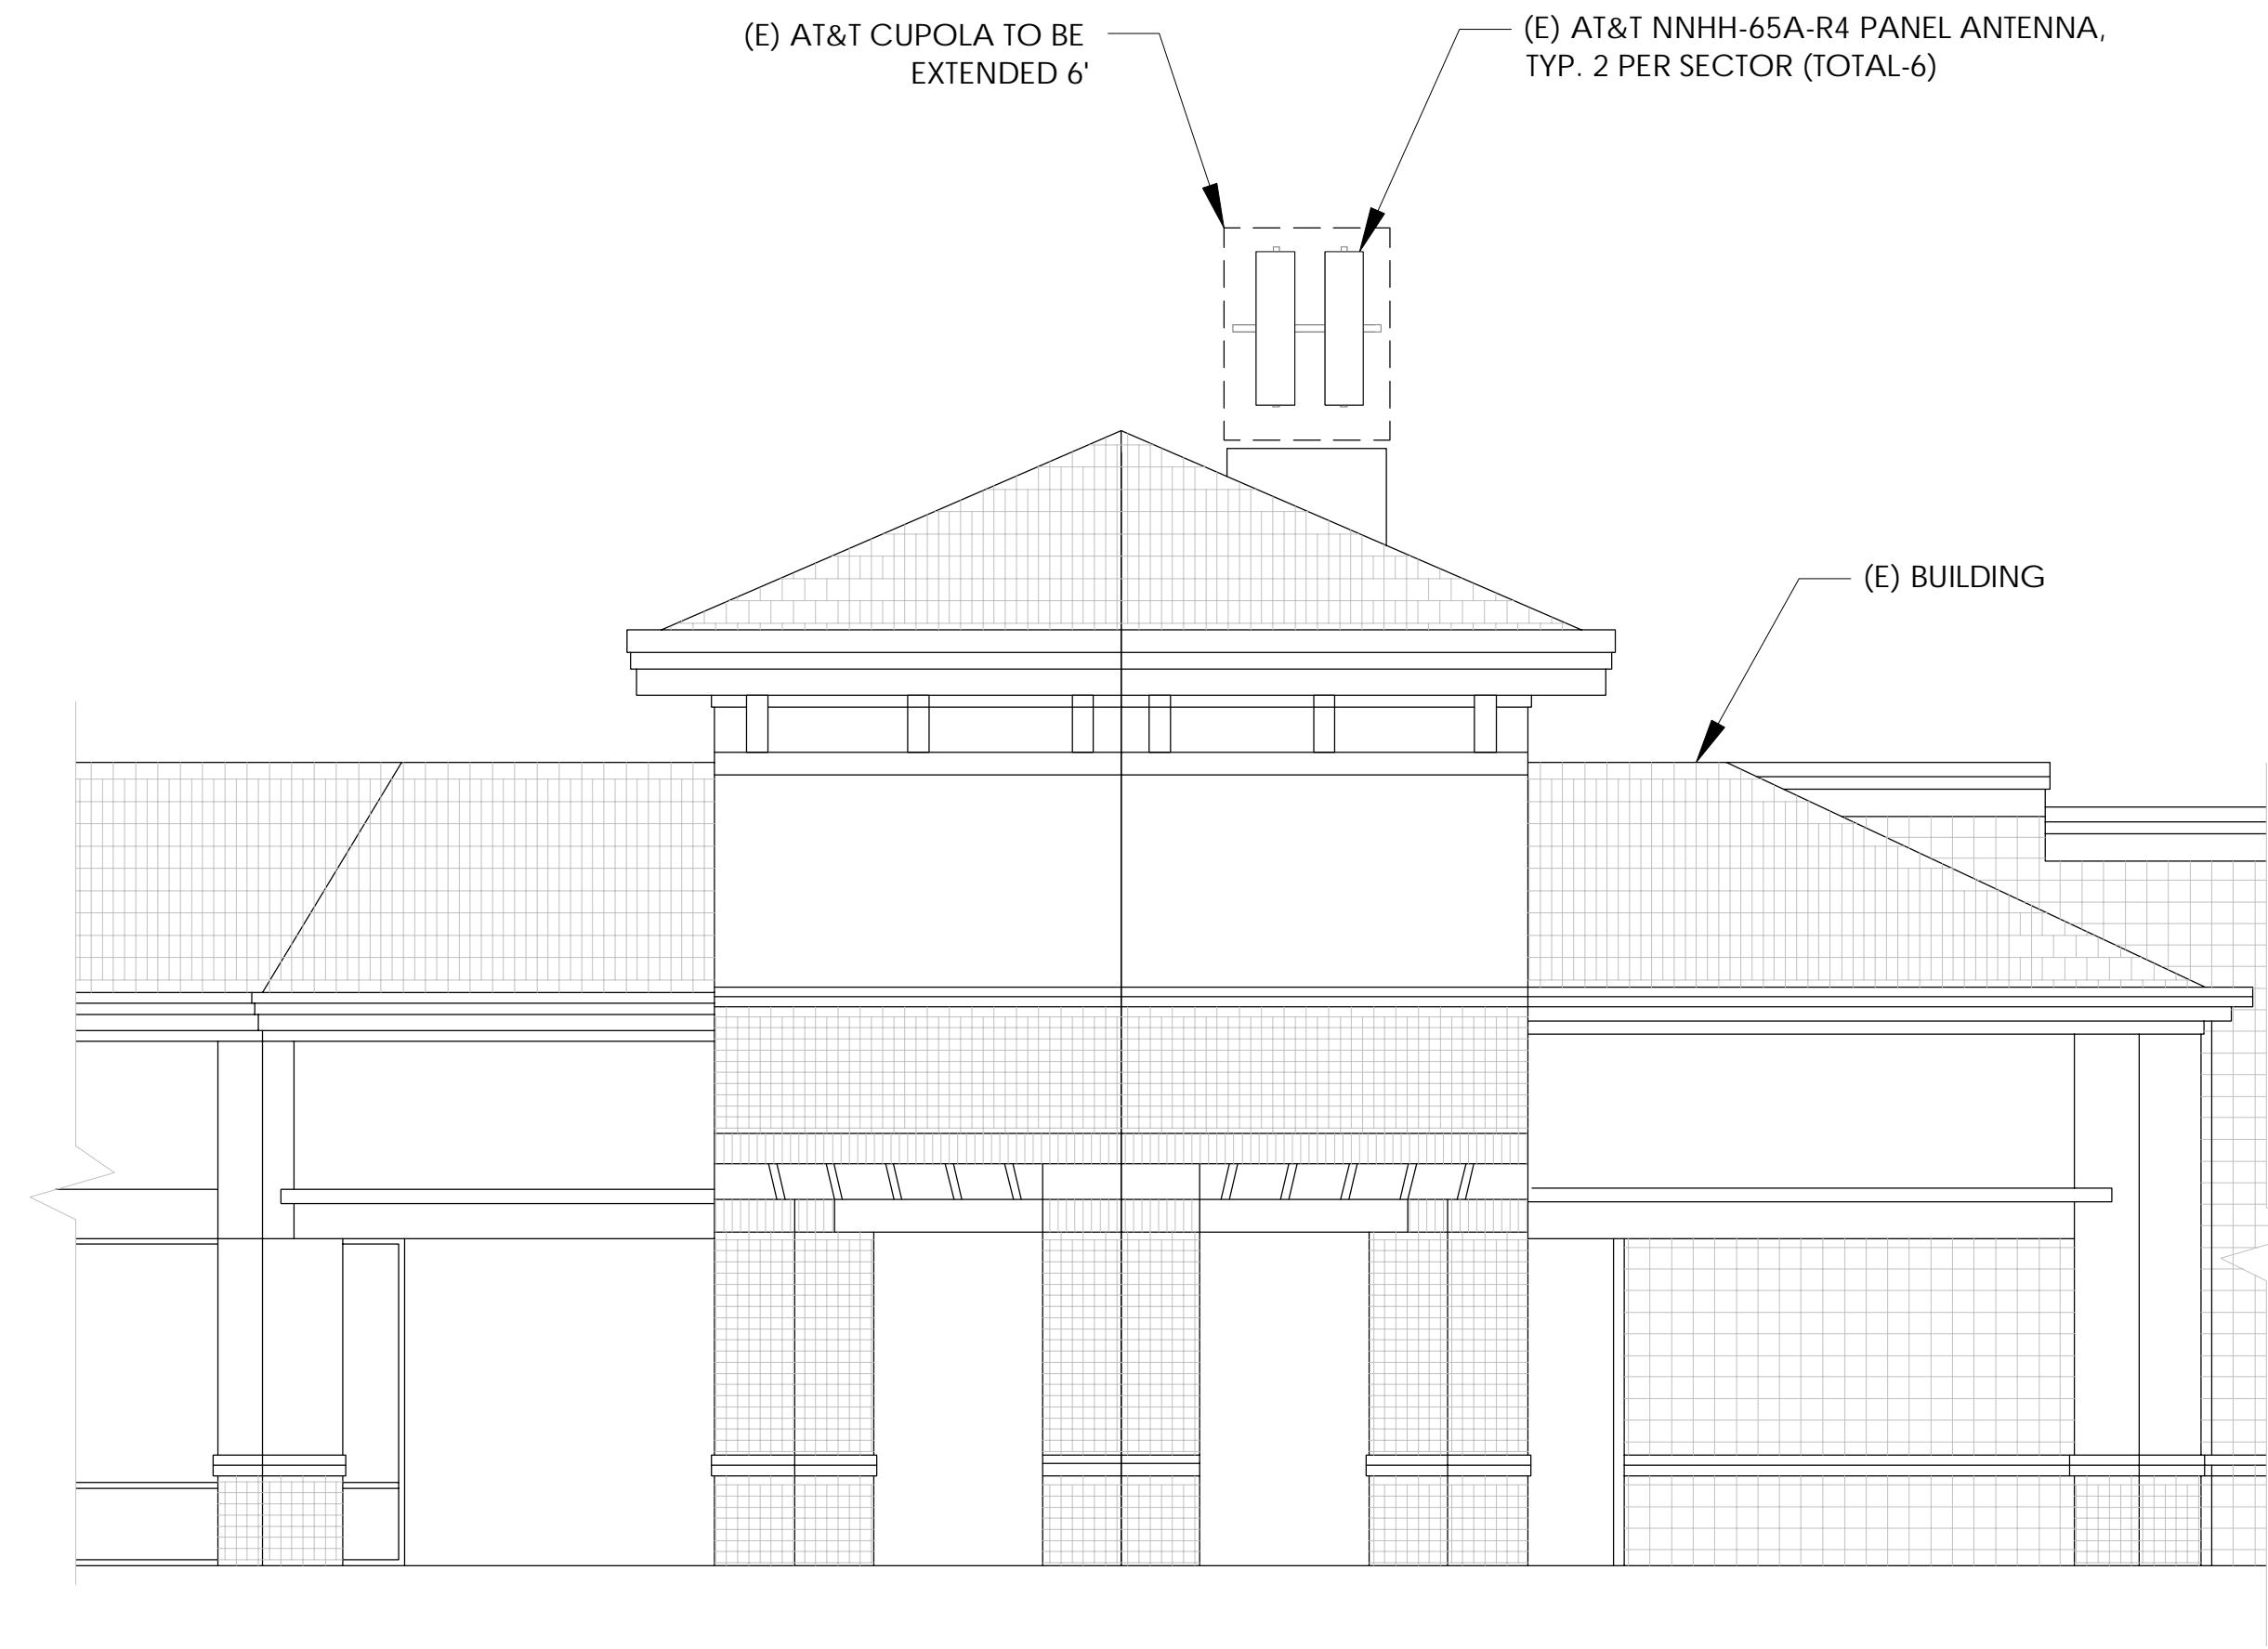 (E) AT&T CUPOLA TO BE
EXTENDED 6'
(E) AT&T NNHH-65A-R4 PANEL ANTENNA,
TYP. 2 PER SECTOR (TOTAL-6)
(E) BUILDING